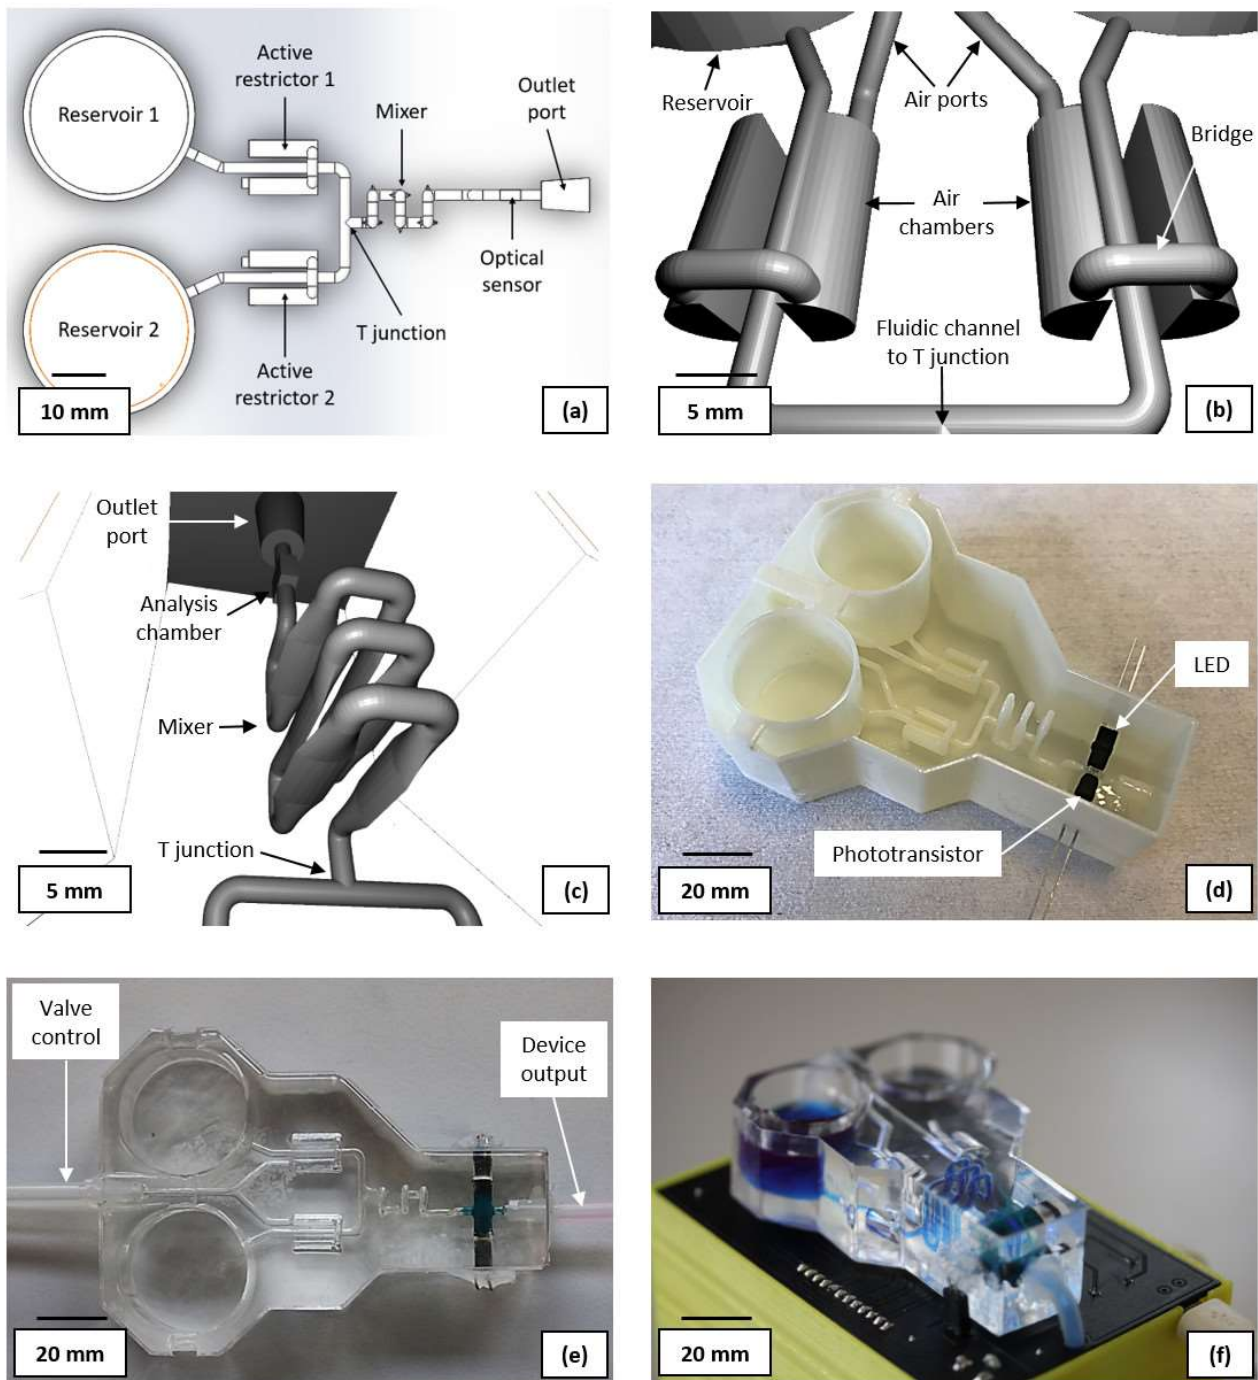 Active
restrictor 1
Reservoir 1
Mixer
Outlet
port
Optical
sensor
T junction
Reservoir 2
Active
restrictor 2
10 mm
(a)
Reservoir
Air ports
Bridge
Air
chambers
Fluidic channel
to T junction
5 mm
(b)
Outlet
port
Analysis
chamber
Mixer
T junction
5 mm
(c)
LED
Phototransistor
20 mm
(d)
Valve
control
Device
output
20 mm
(e)
20 mm
(f)